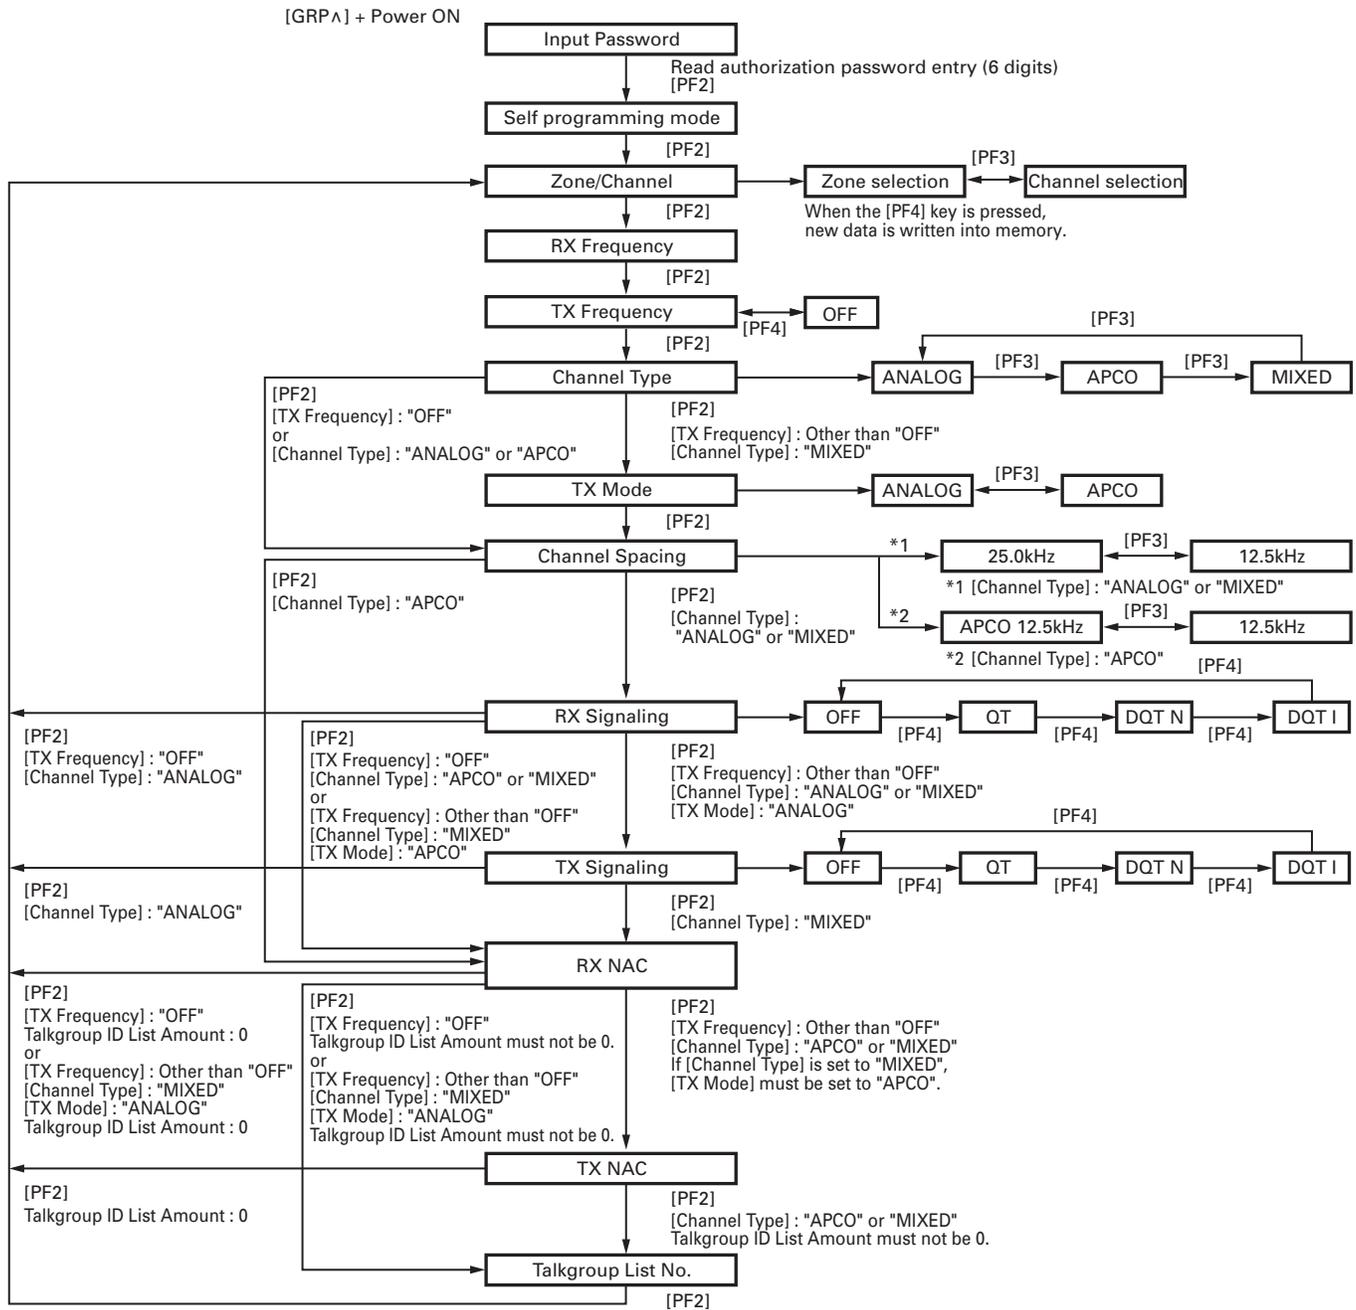 [GRP∧] + Power ON
Input Password
Read authorization password entry (6 digits)
[PF2]
Self programming mode
[PF2]
Zone/Channel
Zone selection
[PF3]
Channel selection
When the [PF4] key is pressed,
new data is written into memory.
[PF2]
RX Frequency
[PF2]
TX Frequency
[PF4]
OFF
[PF2]
Channel Type
ANALOG
[PF3]
APCO
[PF3]
MIXED
[PF3]
[PF2]
[TX Frequency] : "OFF"
or
[Channel Type] : "ANALOG" or "APCO"
[PF2]
[TX Frequency] : Other than "OFF"
[Channel Type] : "MIXED"
TX Mode
ANALOG
[PF3]
APCO
[PF2]
Channel Spacing
*1
25.0kHz
[PF3]
12.5kHz
*1 [Channel Type] : "ANALOG" or "MIXED"
*2
APCO 12.5kHz
[PF3]
12.5kHz
*2 [Channel Type] : "APCO"
[PF2]
[Channel Type] : "APCO"
[PF2]
[Channel Type] :
"ANALOG" or "MIXED"
RX Signaling
OFF
[PF4]
QT
[PF4]
DQT N
[PF4]
DQT I
[PF4]
[PF2]
[TX Frequency] : "OFF"
[Channel Type] : "ANALOG"
[PF2]
[TX Frequency] : "OFF"
[Channel Type] : "APCO" or "MIXED"
or
[TX Frequency] : Other than "OFF"
[Channel Type] : "MIXED"
[TX Mode] : "APCO"
[PF2]
[TX Frequency] : Other than "OFF"
[Channel Type] : "ANALOG" or "MIXED"
[TX Mode] : "ANALOG"
TX Signaling
OFF
[PF4]
QT
[PF4]
DQT N
[PF4]
DQT I
[PF4]
[PF2]
[Channel Type] : "ANALOG"
[PF2]
[Channel Type] : "MIXED"
RX NAC
[PF2]
[TX Frequency] : "OFF"
Talkgroup ID List Amount : 0
or
[TX Frequency] : Other than "OFF"
[Channel Type] : "MIXED"
[TX Mode] : "ANALOG"
Talkgroup ID List Amount : 0
[PF2]
[TX Frequency] : "OFF"
Talkgroup ID List Amount must not be 0.
or
[TX Frequency] : Other than "OFF"
[Channel Type] : "MIXED"
[TX Mode] : "ANALOG"
Talkgroup ID List Amount must not be 0.
[PF2]
[TX Frequency] : Other than "OFF"
[Channel Type] : "APCO" or "MIXED"
If [Channel Type] is set to "MIXED",
[TX Mode] must be set to "APCO".
TX NAC
[PF2]
Talkgroup ID List Amount : 0
[PF2]
[Channel Type] : "APCO" or "MIXED"
Talkgroup ID List Amount must not be 0.
Talkgroup List No.
[PF2]